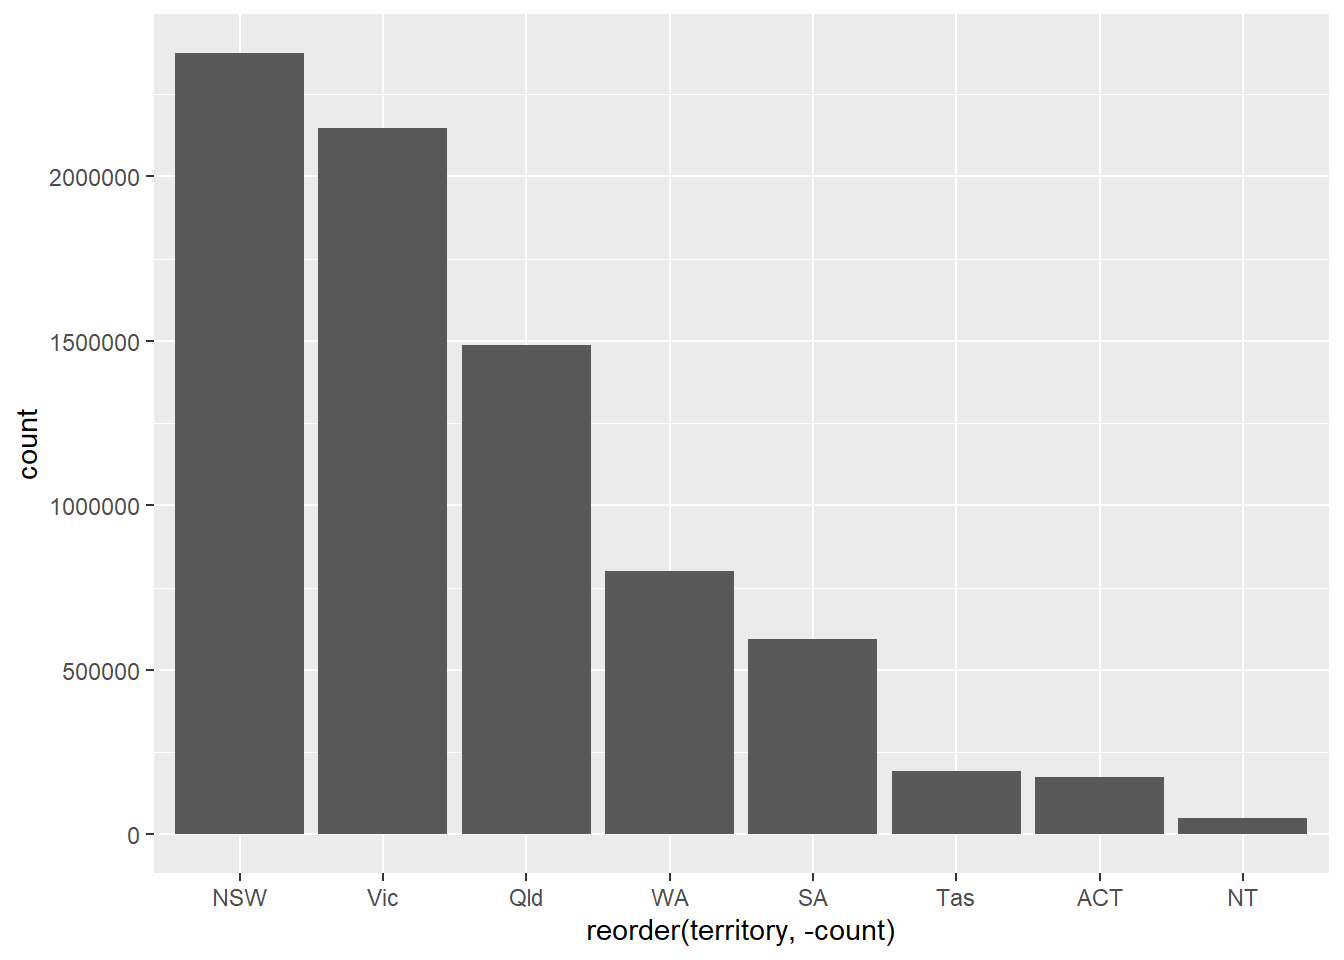 2000000
1500000
1000000
500000
0
count
NSW Vic Qld WA SA Tas ACT NT
reorder(territory, -count)